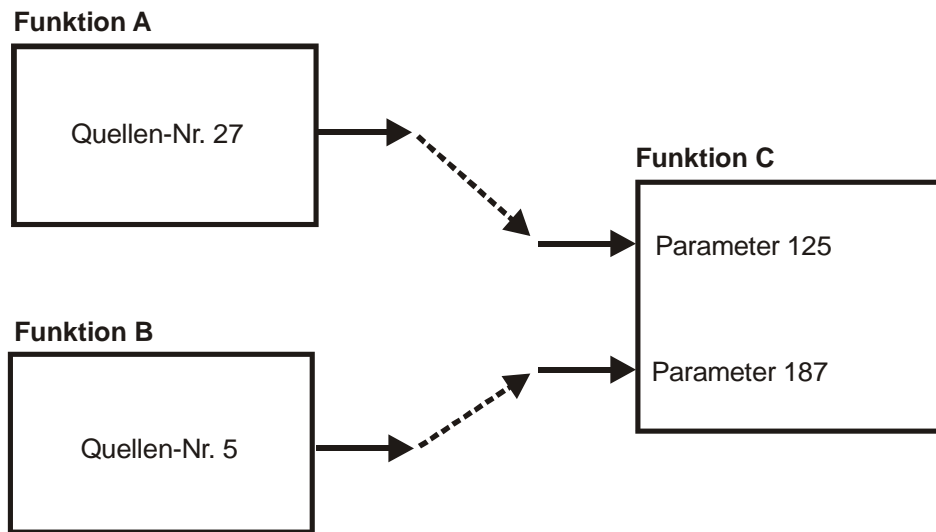 Funktion A
Quellen-Nr. 27
Funktion C
Parameter 125
Funktion B
Parameter 187
Quellen-Nr. 5